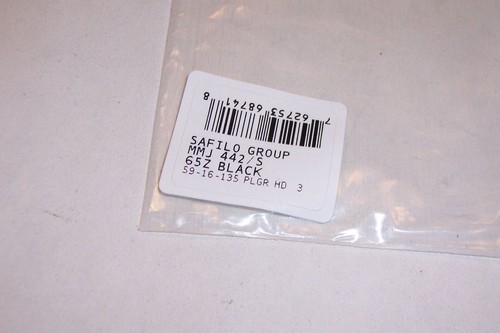 7 62753 68741 8
SAFILO GROUP
MMJ 442/S
65Z BLACK
59-16-135 PLGR HD 3